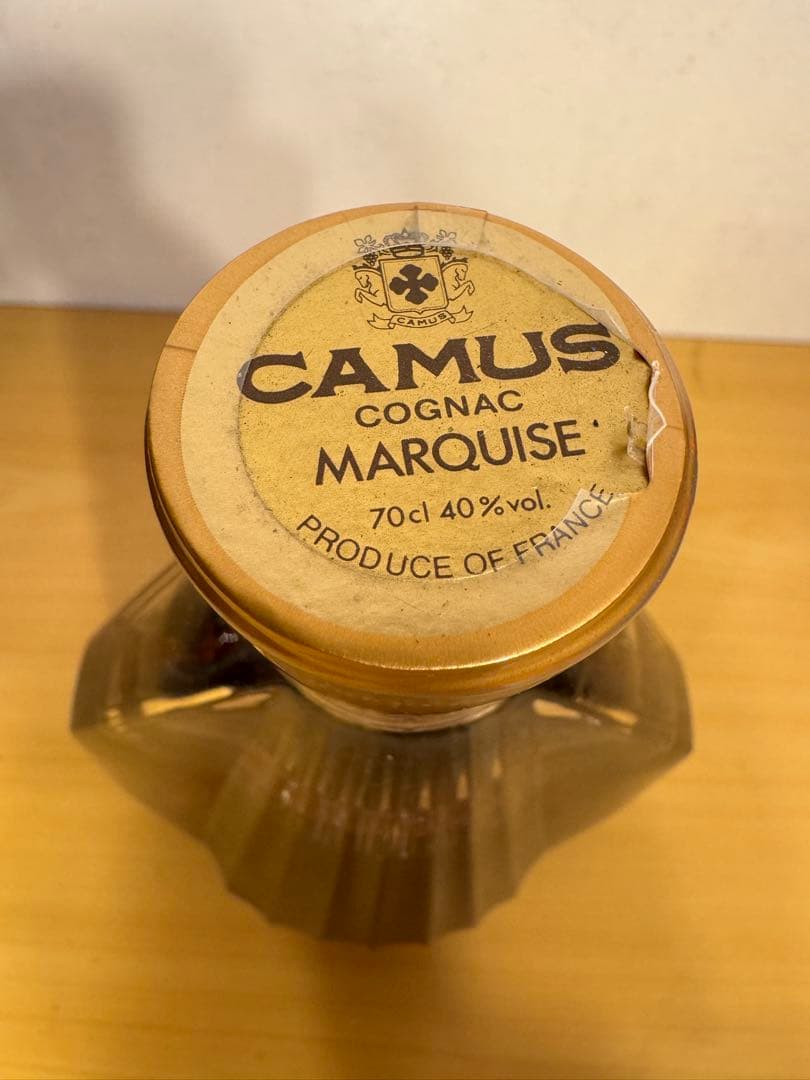 CAMUS
CAMUS
COGNAC
MARQUISE
70cl 40%vol.
PRODUCE OF FRANCE